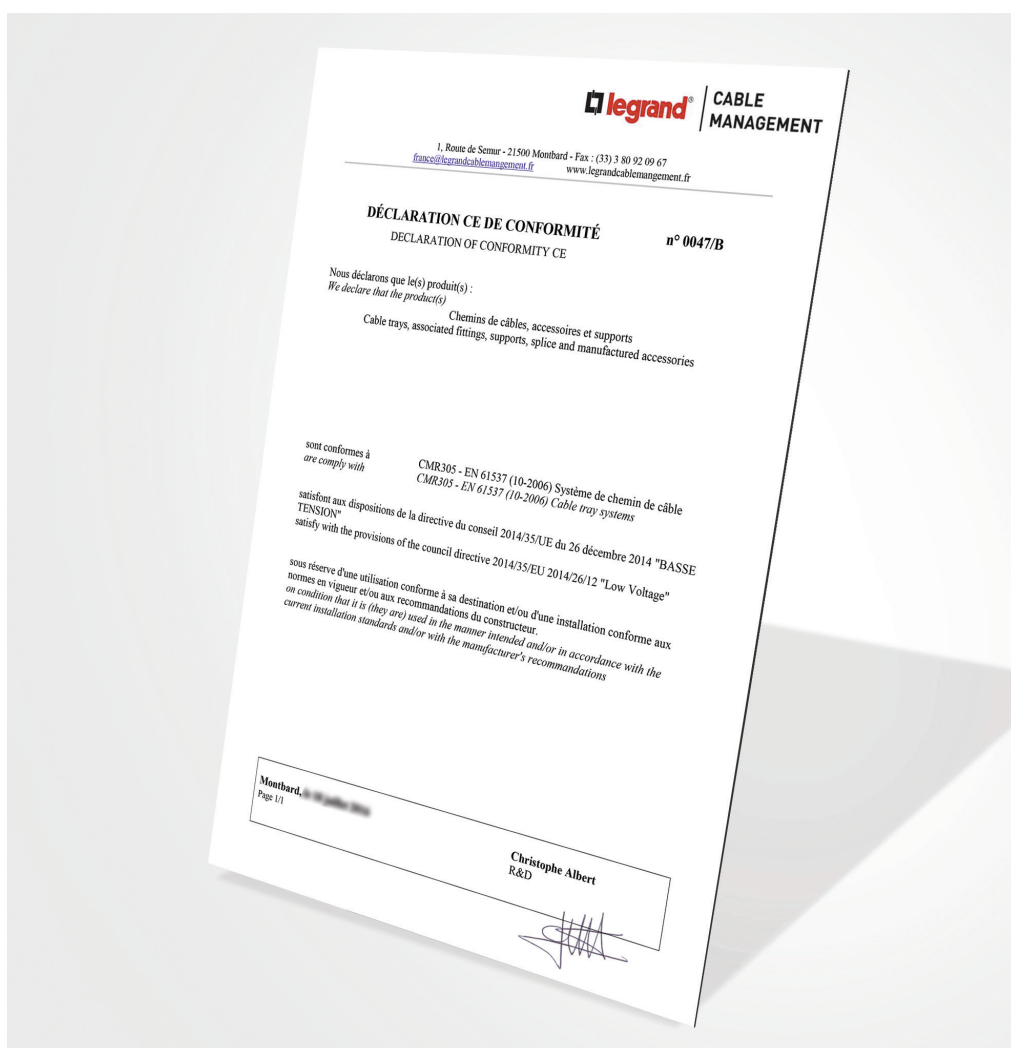 legrand®
CABLE
MANAGEMENT
1, Route de Semur - 21500 Montbard - Fax : (33) 3 80 92 09 67
france@legrandcablemangement.fr www.legrandcablemangement.fr
DÉCLARATION CE DE CONFORMITÉ n° 0047/B
DECLARATION OF CONFORMITY CE
Nous déclarons que le(s) produit(s) :
We declare that the product(s)
Chemins de câbles, accessoires et supports
Cable trays, associated fittings, supports, splice and manufactured accessories
sont conformes à
are comply with
CMR305 - EN 61537 (10-2006) Système de chemin de câble
CMR305 - EN 61537 (10-2006) Cable tray systems
satisfont aux dispositions de la directive du conseil 2014/35/UE du 26 décembre 2014 "BASSE
TENSION"
satisfy with the provisions of the council directive 2014/35/EU 2014/26/12 "Low Voltage"
sous réserve d'une utilisation conforme à sa destination et/ou d'une installation conforme aux
normes en vigueur et/ou aux recommandations du constructeur.
on condition that it is (they are) used in the manner intended and/or in accordance with the
current installation standards and/or with the manufacturer's recommandations
Montbard,
Page 1/1
Christophe Albert
R&D